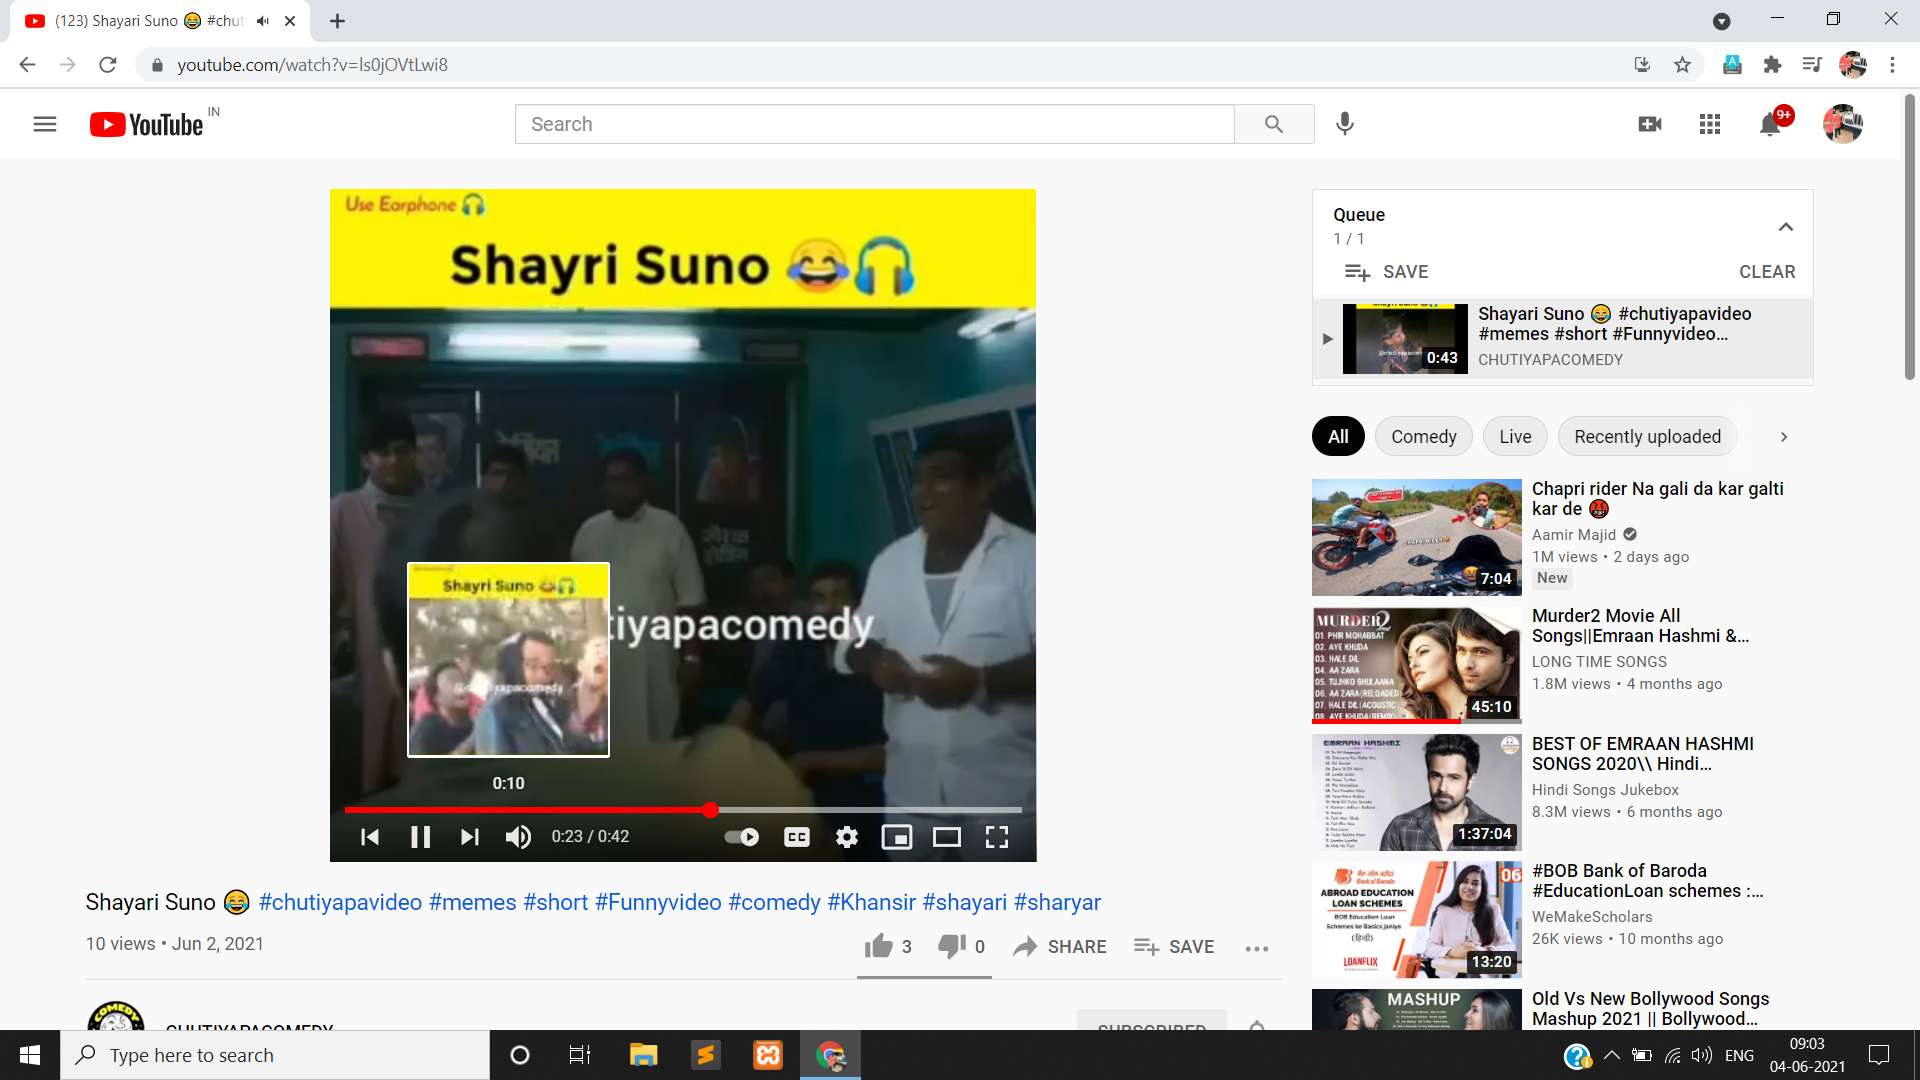 (123) Shayari Suno 😂 #chut
youtube.com/watch?v=ls0jOVtLwi8
YouTube IN
Search
9+
Use Earphone 🎧
Shayri Suno 😂🎧
tiyapacomedy
Shayri Suno 😂🎧
0:10
0:23 / 0:42
CC
Shayari Suno 😂 #chutiyapavideo #memes #short #Funnyvideo #comedy #Khansir #shayari #sharyar
10 views • Jun 2, 2021
3
0
SHARE
SAVE
COMEDY
CHUTIYAPACOMEDY
SUBSCRIBED
Queue
1 / 1
SAVE
CLEAR
0:43
Shayari Suno 😂 #chutiyapavideo
#memes #short #Funnyvideo…
CHUTIYAPACOMEDY
All
Comedy
Live
Recently uploaded
7:04
Chapri rider Na gali da kar galti
kar de 🤬
Aamir Majid
1M views • 2 days ago
New
MURDER2
01. PHIR MOHABBAT
02. AYE KHUDA
03. HALE DIL
04. AA ZARA
05. TUJHKO BHULAANA
06. AA ZARA (RELOADED
07. HALE DIL (ACOUSTIC)
08. AYE KHUDA (REMIX)
45:10
Murder2 Movie All
Songs||Emraan Hashmi &…
LONG TIME SONGS
1.8M views • 4 months ago
EMRAAN HASHMI
1:37:04
BEST OF EMRAAN HASHMI
SONGS 2020\\ Hindi…
Hindi Songs Jukebox
8.3M views • 6 months ago
Bank of Baroda
06
ABROAD EDUCATION
LOAN SCHEMES
BOB Education Loan
Schemes ke Basics janiye
(हिन्दी)
LOANFLIX
13:20
#BOB Bank of Baroda
#EducationLoan schemes :…
WeMakeScholars
26K views • 10 months ago
MASHUP
Old Vs New Bollywood Songs
Mashup 2021 || Bollywood…
Type here to search
ENG
09:03
04-06-2021